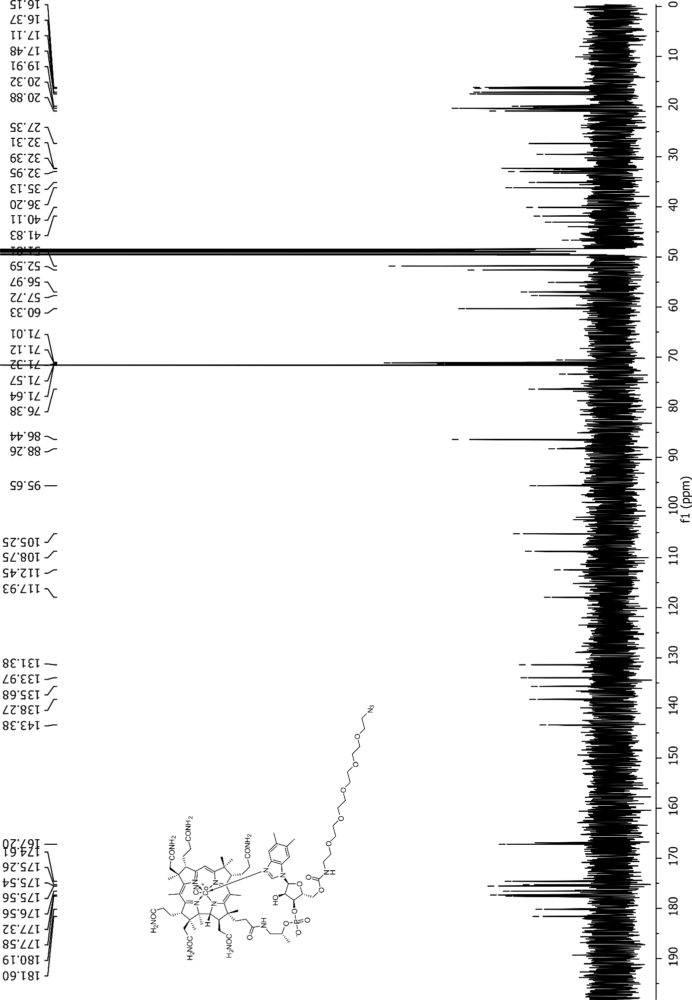 16.15
16.37
17.11
17.48
19.91
20.32
20.88
27.35
32.31
32.39
32.95
35.13
36.20
40.11
41.83
51.81
52.59
56.97
57.72
60.33
71.01
71.12
71.32
71.57
71.64
76.38
86.44
88.26
95.65
105.25
108.75
112.45
117.93
131.38
133.97
135.68
138.27
143.38
167.20
174.61
175.26
175.54
175.56
176.56
177.32
177.58
180.19
181.60
H₂NOC
CONH₂
CONH₂
H₂NOC
H₂NOC
CONH₂
N
N
N
N
CN
Co
+
H
N
N
O
NH
HO
O
O
P
O
O
-O
O
O
O
N
H
O
O
O
O
O
N₃
0
10
20
30
40
50
60
70
80
90
100
110
120
130
140
150
160
170
180
190
f1 (ppm)